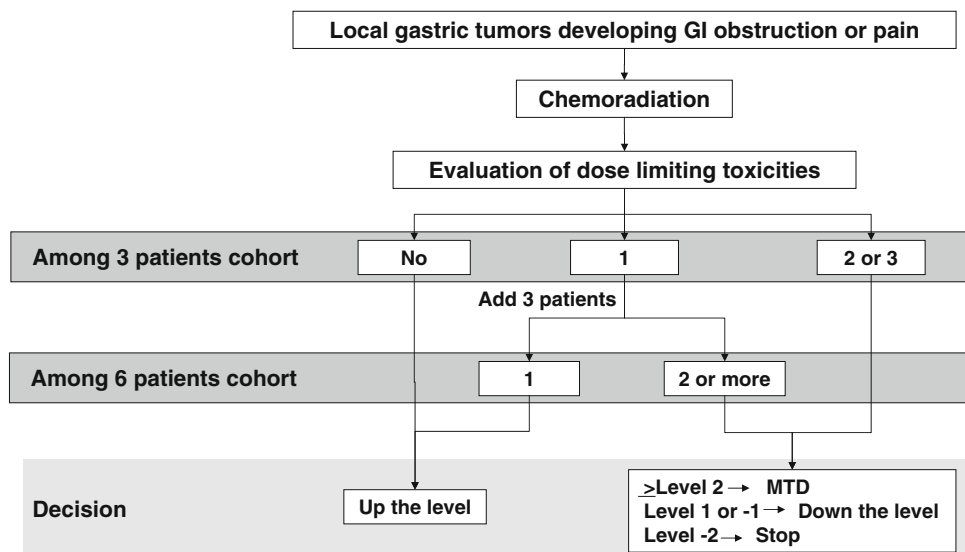 Local gastric tumors developing GI obstruction or pain
Chemoradiation
Evaluation of dose limiting toxicities
Among 3 patients cohort
No
1
2 or 3
Add 3 patients
Among 6 patients cohort
1
2 or more
Decision
Up the level
≥Level 2 → MTD
Level 1 or -1 → Down the level
Level -2 → Stop